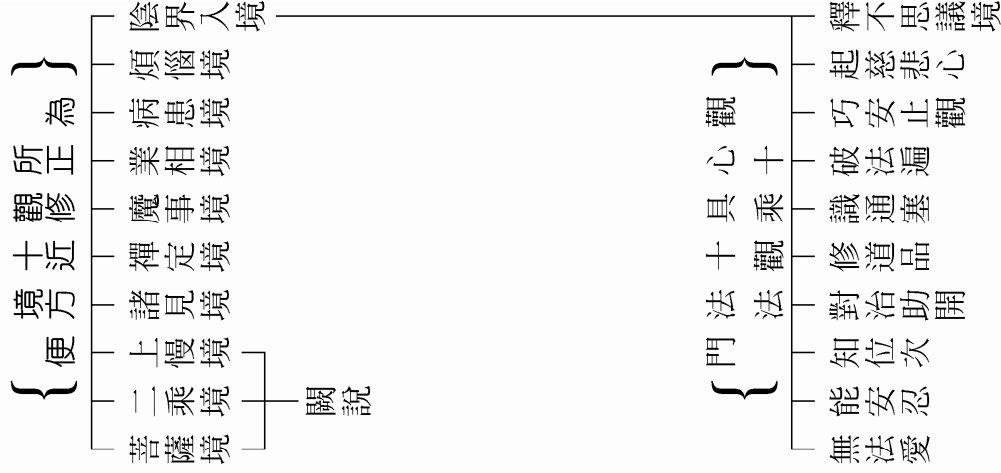 所觀十境
為正修近方便
陰界入境
煩惱境
病患境
業相境
魔事境
禪定境
諸見境
上慢境
二乘境
菩薩境
闕說
觀心具十法門
十乘觀法
釋不思議境
起慈悲心
巧安止觀
破法遍
識通塞
修道品
對治助開
知位次
能安忍
無法愛